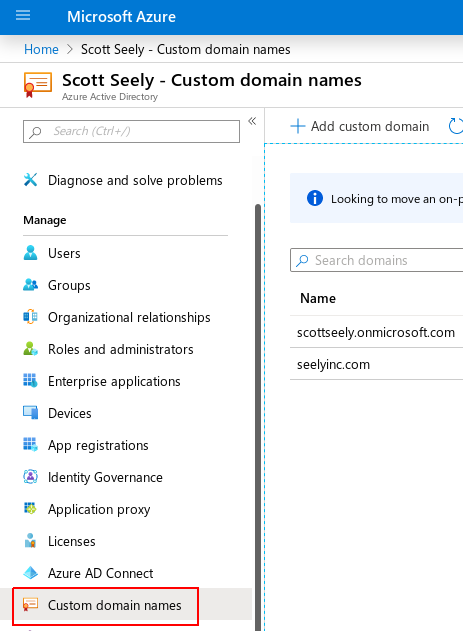 Microsoft Azure
Home > Scott Seely - Custom domain names
Scott Seely - Custom domain names
Azure Active Directory
Search (Ctrl+/)
«
Diagnose and solve problems
Manage
Users
Groups
Organizational relationships
Roles and administrators
Enterprise applications
Devices
App registrations
Identity Governance
Application proxy
Licenses
Azure AD Connect
Custom domain names
+ Add custom domain
Looking to move an on-p
Search domains
Name
scottseely.onmicrosoft.com
seelyinc.com